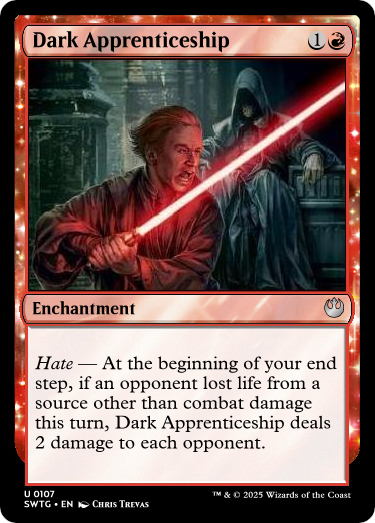 Dark Apprenticeship 1
Enchantment
Hate — At the beginning of your end
step, if an opponent lost life from a
source other than combat damage
this turn, Dark Apprenticeship deals
2 damage to each opponent.
U 0107
SWTG • EN Chris Trevas
™ & © 2025 Wizards of the Coast